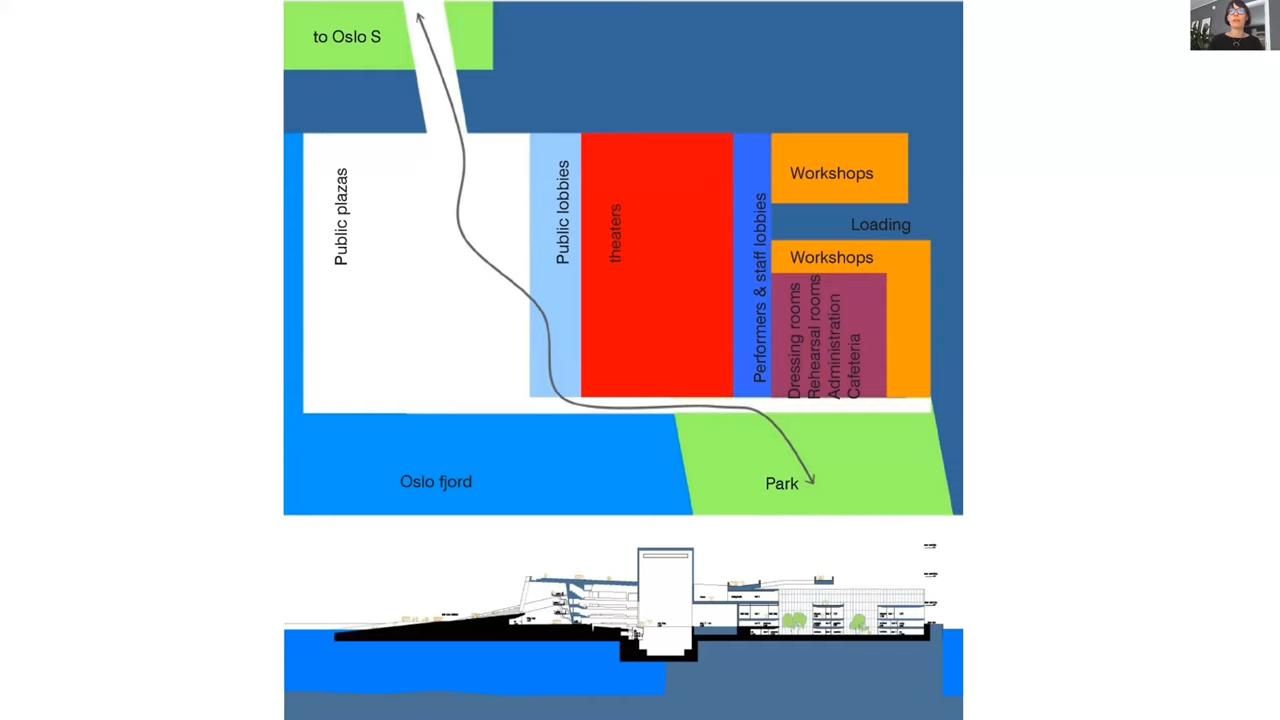 to Oslo S
Public plazas
Public lobbies
theaters
Performers & staff lobbies
Workshops
Loading
Workshops
Dressing rooms
Rehearsal rooms
Administration
Cafeteria
Oslo fjord
Park